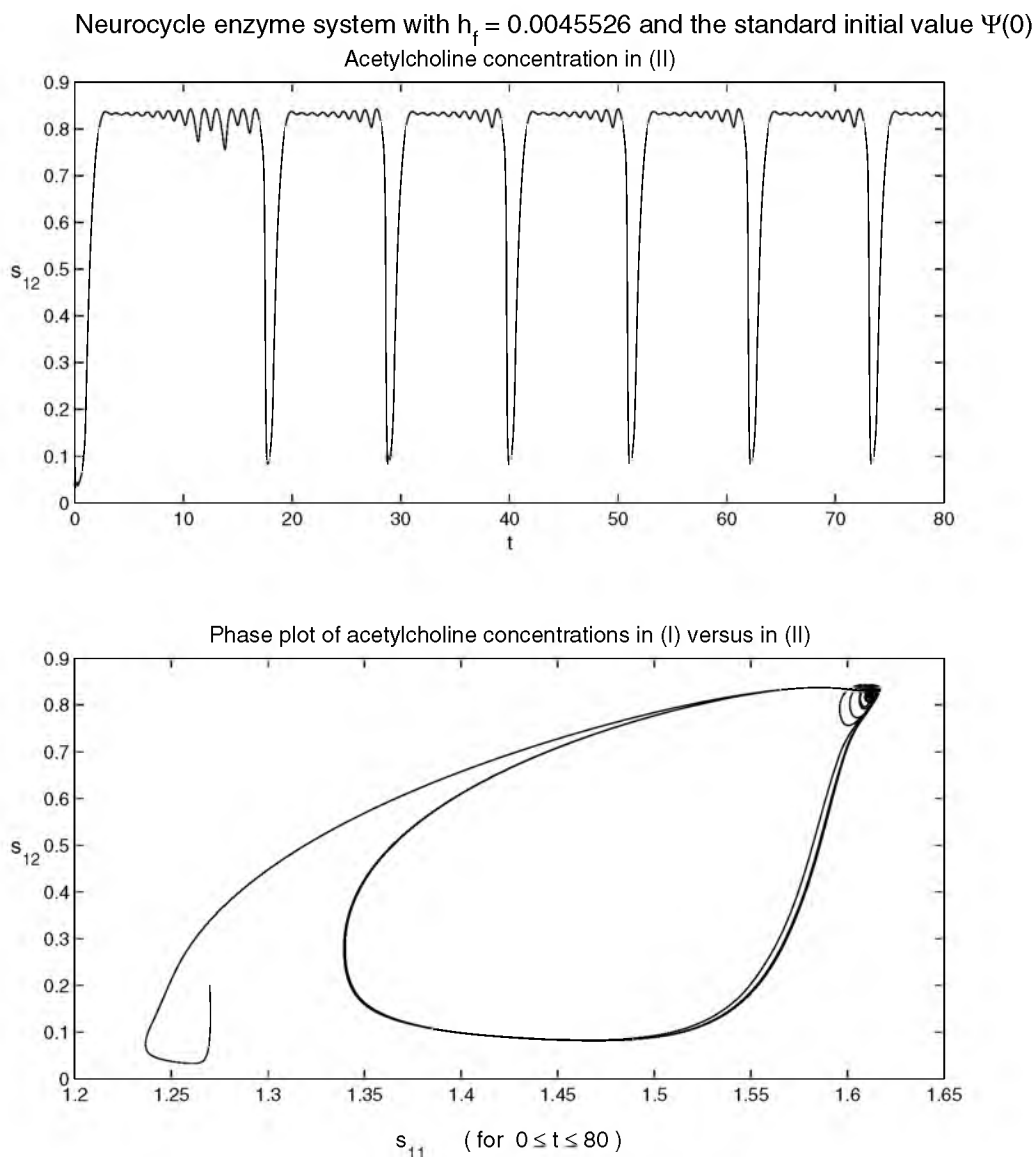 Neurocycle enzyme system with h_f = 0.0045526 and the standard initial value Ψ(0)
Acetylcholine concentration in (II)
0.9
0.8
0.7
0.6
0.5
s_12
0.4
0.3
0.2
0.1
0
0 10 20 30 40 50 60 70 80
t
Phase plot of acetylcholine concentrations in (I) versus in (II)
0.9
0.8
0.7
0.6
0.5
s_12
0.4
0.3
0.2
0.1
0
1.2 1.25 1.3 1.35 1.4 1.45 1.5 1.55 1.6 1.65
s_11 ( for 0 ≤ t ≤ 80 )